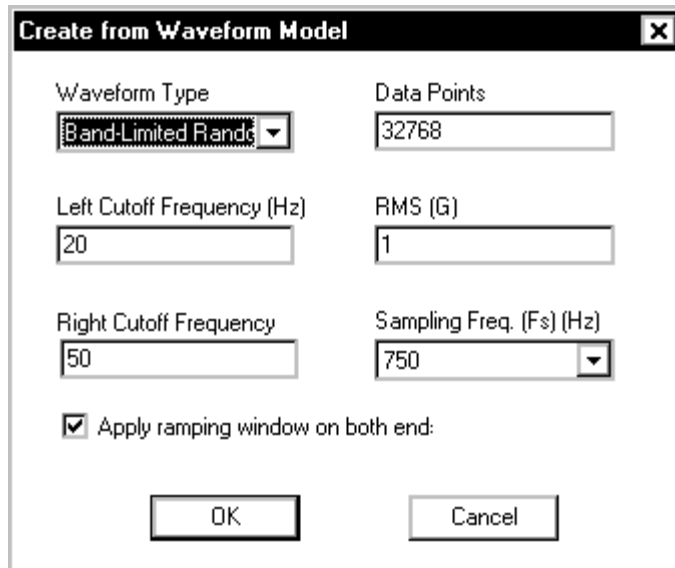 Create from Waveform Model
Waveform Type
Data Points
Band-Limited Rando
32768
Left Cutoff Frequency (Hz)
RMS (G)
20
1
Right Cutoff Frequency
Sampling Freq. (Fs) (Hz)
50
750
Apply ramping window on both end:
OK
Cancel